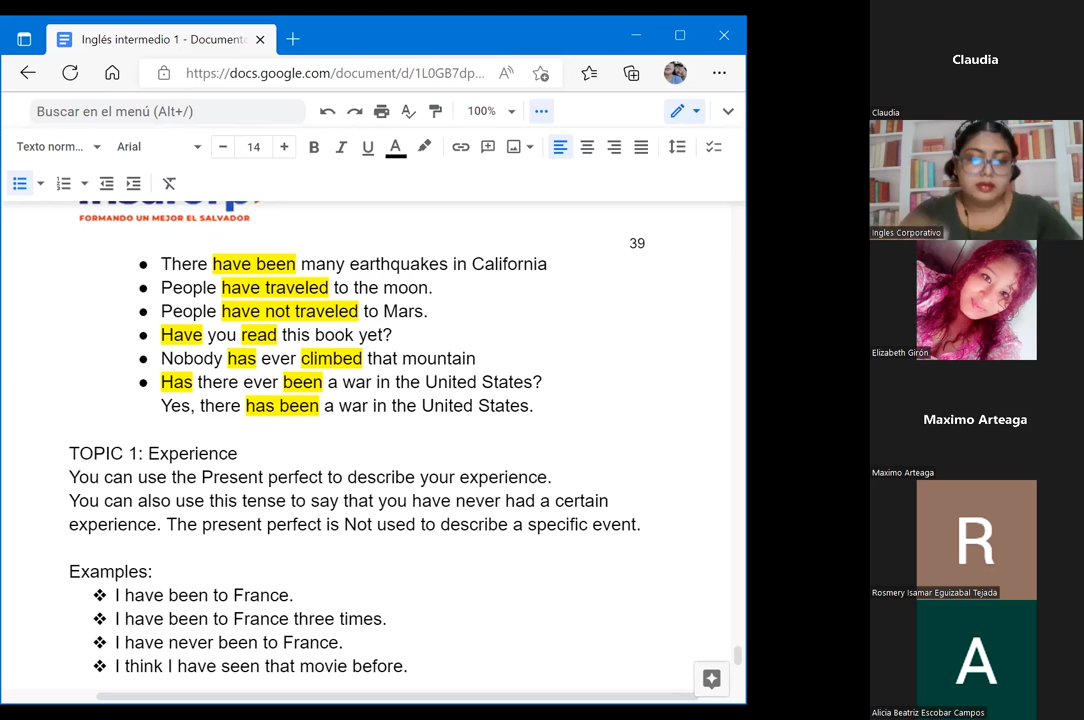 Inglés intermedio 1 - Document
https://docs.google.com/document/d/1L0GB7dp...
Buscar en el menú (Alt+/)
100%
Texto norm...
Arial
14
FORMANDO UN MEJOR EL SALVADOR
39
● There have been many earthquakes in California
● People have traveled to the moon.
● People have not traveled to Mars.
● Have you read this book yet?
● Nobody has ever climbed that mountain
● Has there ever been a war in the United States?
Yes, there has been a war in the United States.
TOPIC 1: Experience
You can use the Present perfect to describe your experience.
You can also use this tense to say that you have never had a certain
experience. The present perfect is Not used to describe a specific event.
Examples:
❖ I have been to France.
❖ I have been to France three times.
❖ I have never been to France.
❖ I think I have seen that movie before.
Claudia
Claudia
Ingles Corporativo
Elizabeth Girón
Maximo Arteaga
Maximo Arteaga
R
Rosmery Isamar Eguizabal Tejada
A
Alicia Beatriz Escobar Campos